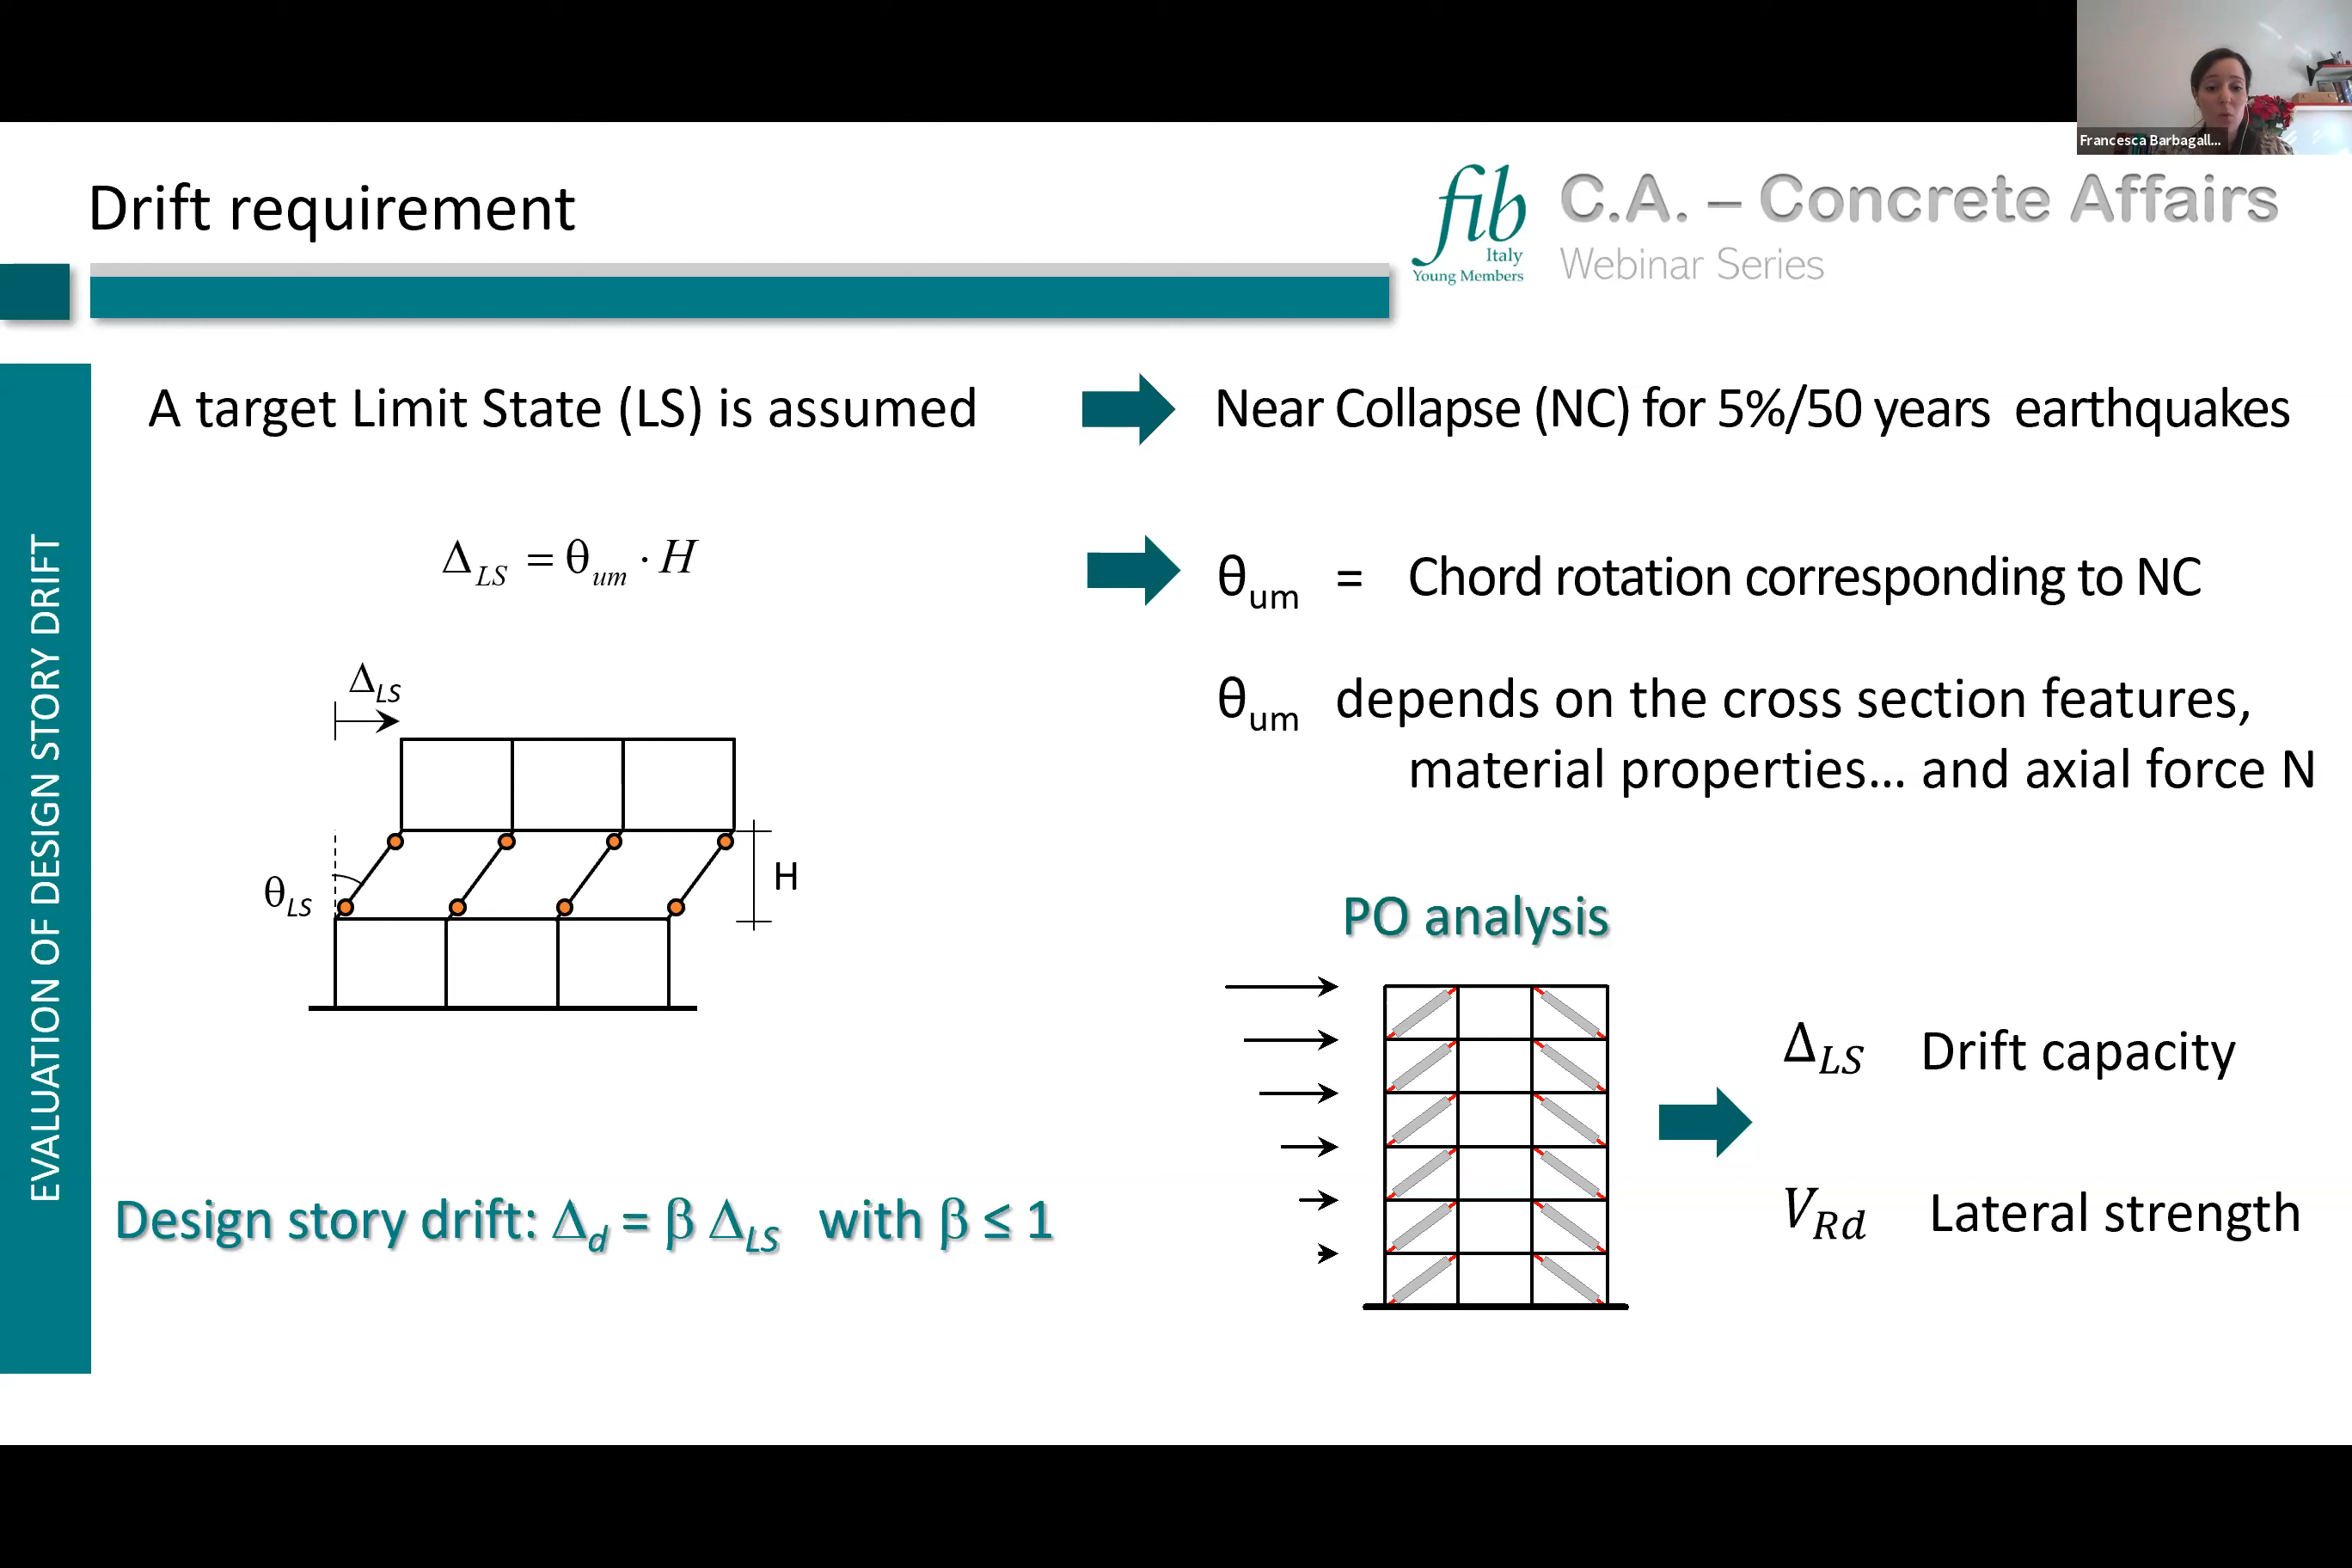 Francesca Barbagall...
Drift requirement
fib
Italy
Young Members
C.A. – Concrete Affairs
Webinar Series
EVALUATION OF DESIGN STORY DRIFT
A target Limit State (LS) is assumed
Near Collapse (NC) for 5%/50 years earthquakes
Δ_LS = θ_um · H
θ_um = Chord rotation corresponding to NC
θ_um depends on the cross section features,
material properties... and axial force N
Δ_LS
θ_LS
H
PO analysis
Δ_LS Drift capacity
V_Rd Lateral strength
Design story drift: Δ_d = β Δ_LS with β ≤ 1